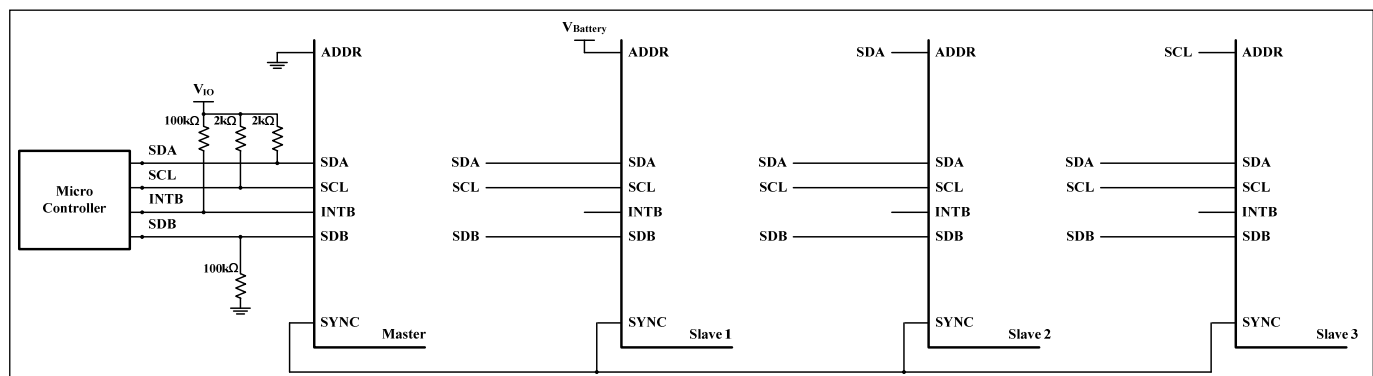 VBattery
ADDR
SDA
ADDR
SCL
ADDR
ADDR
VIO
100kΩ
2kΩ
2kΩ
SDA
SDA
SDA
SDA
SDA
SDA
SDA
SDA
Micro
Controller
SCL
SCL
SCL
SCL
SCL
SCL
SCL
SCL
INTB
INTB
INTB
INTB
INTB
SDB
SDB
SDB
SDB
SDB
SDB
SDB
SDB
100kΩ
SYNC
SYNC
SYNC
SYNC
Master
Slave 1
Slave 2
Slave 3